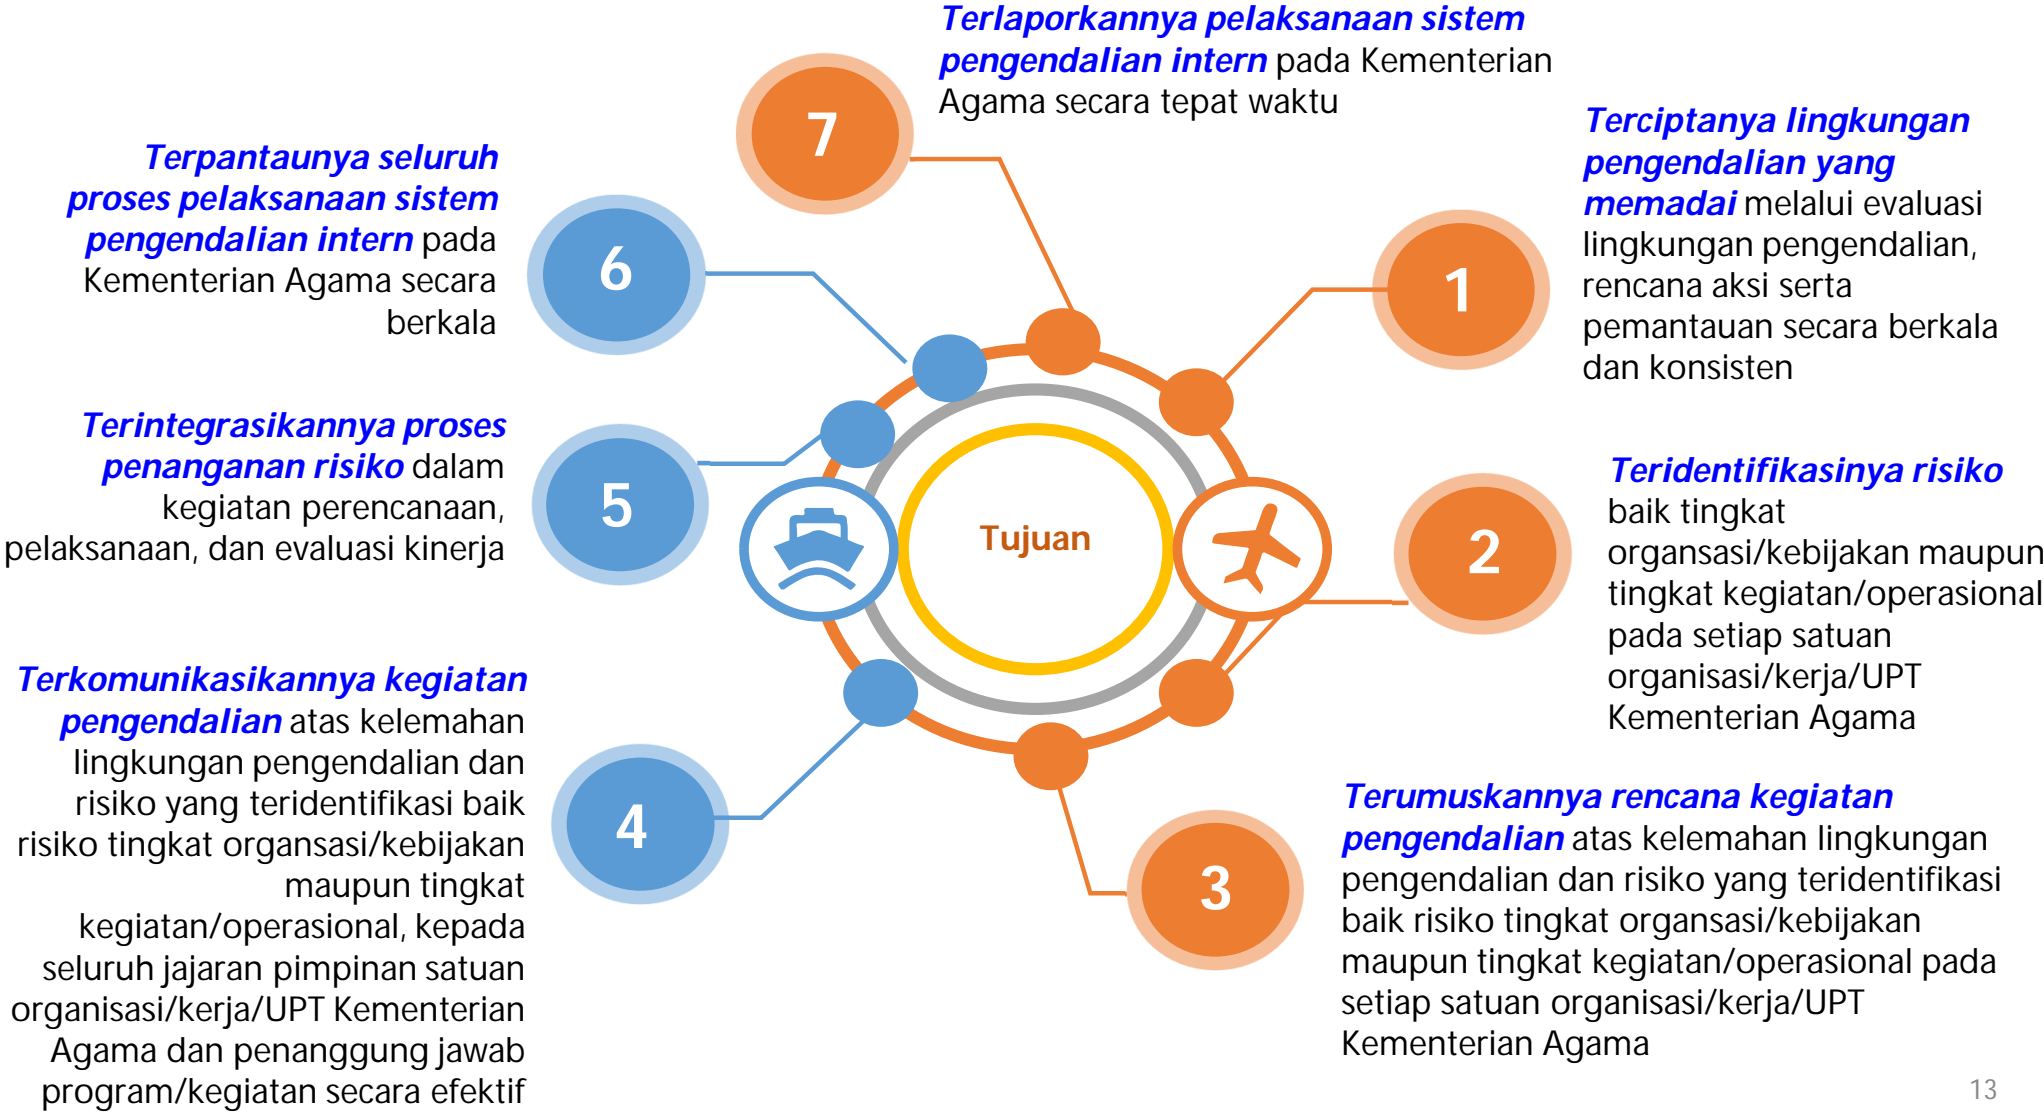 Tujuan
1
Terciptanya lingkungan
pengendalian yang
memadai melalui evaluasi
lingkungan pengendalian,
rencana aksi serta
pemantauan secara berkala
dan konsisten
2
Teridentifikasinya risiko
baik tingkat
organsasi/kebijakan maupun
tingkat kegiatan/operasional
pada setiap satuan
organisasi/kerja/UPT
Kementerian Agama
3
Terumuskannya rencana kegiatan
pengendalian atas kelemahan lingkungan
pengendalian dan risiko yang teridentifikasi
baik risiko tingkat organsasi/kebijakan
maupun tingkat kegiatan/operasional pada
setiap satuan organisasi/kerja/UPT
Kementerian Agama
4
Terkomunikasikannya kegiatan
pengendalian atas kelemahan
lingkungan pengendalian dan
risiko yang teridentifikasi baik
risiko tingkat organsasi/kebijakan
maupun tingkat
kegiatan/operasional, kepada
seluruh jajaran pimpinan satuan
organisasi/kerja/UPT Kementerian
Agama dan penanggung jawab
program/kegiatan secara efektif
5
Terintegrasikannya proses
penanganan risiko dalam
kegiatan perencanaan,
pelaksanaan, dan evaluasi kinerja
6
Terpantaunya seluruh
proses pelaksanaan sistem
pengendalian intern pada
Kementerian Agama secara
berkala
7
Terlaporkannya pelaksanaan sistem
pengendalian intern pada Kementerian
Agama secara tepat waktu
13